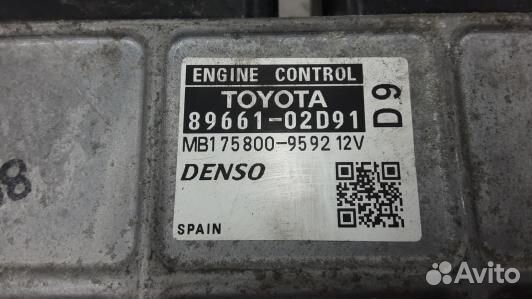 ENGINE CONTROL
TOYOTA
89661-02D91
D9
MB175800-9592 12V
DENSO
SPAIN
Avito